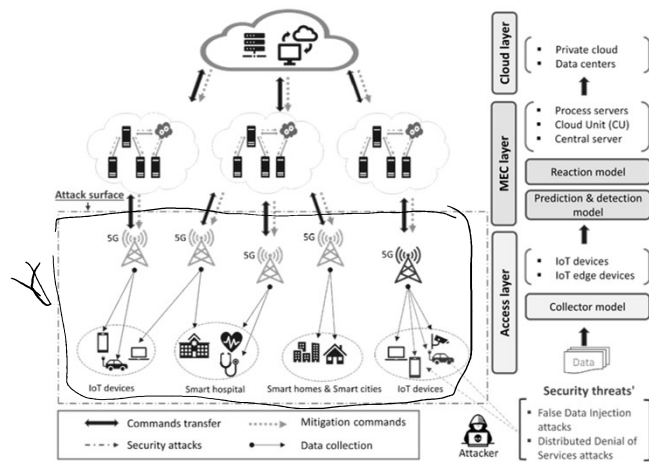 Cloud layer
Private cloud
Data centers
MEC layer
Process servers
Cloud Unit (CU)
Central server
Reaction model
Prediction & detection
model
Attack surface
5G
5G
5G
5G
5G
Access layer
IoT devices
IoT edge devices
Collector model
Data
IoT devices
Smart hospital
Smart homes & Smart cities
IoT devices
Security threats'
False Data Injection
attacks
Distributed Denial of
Services attacks
Attacker
Commands transfer
Mitigation commands
Security attacks
Data collection